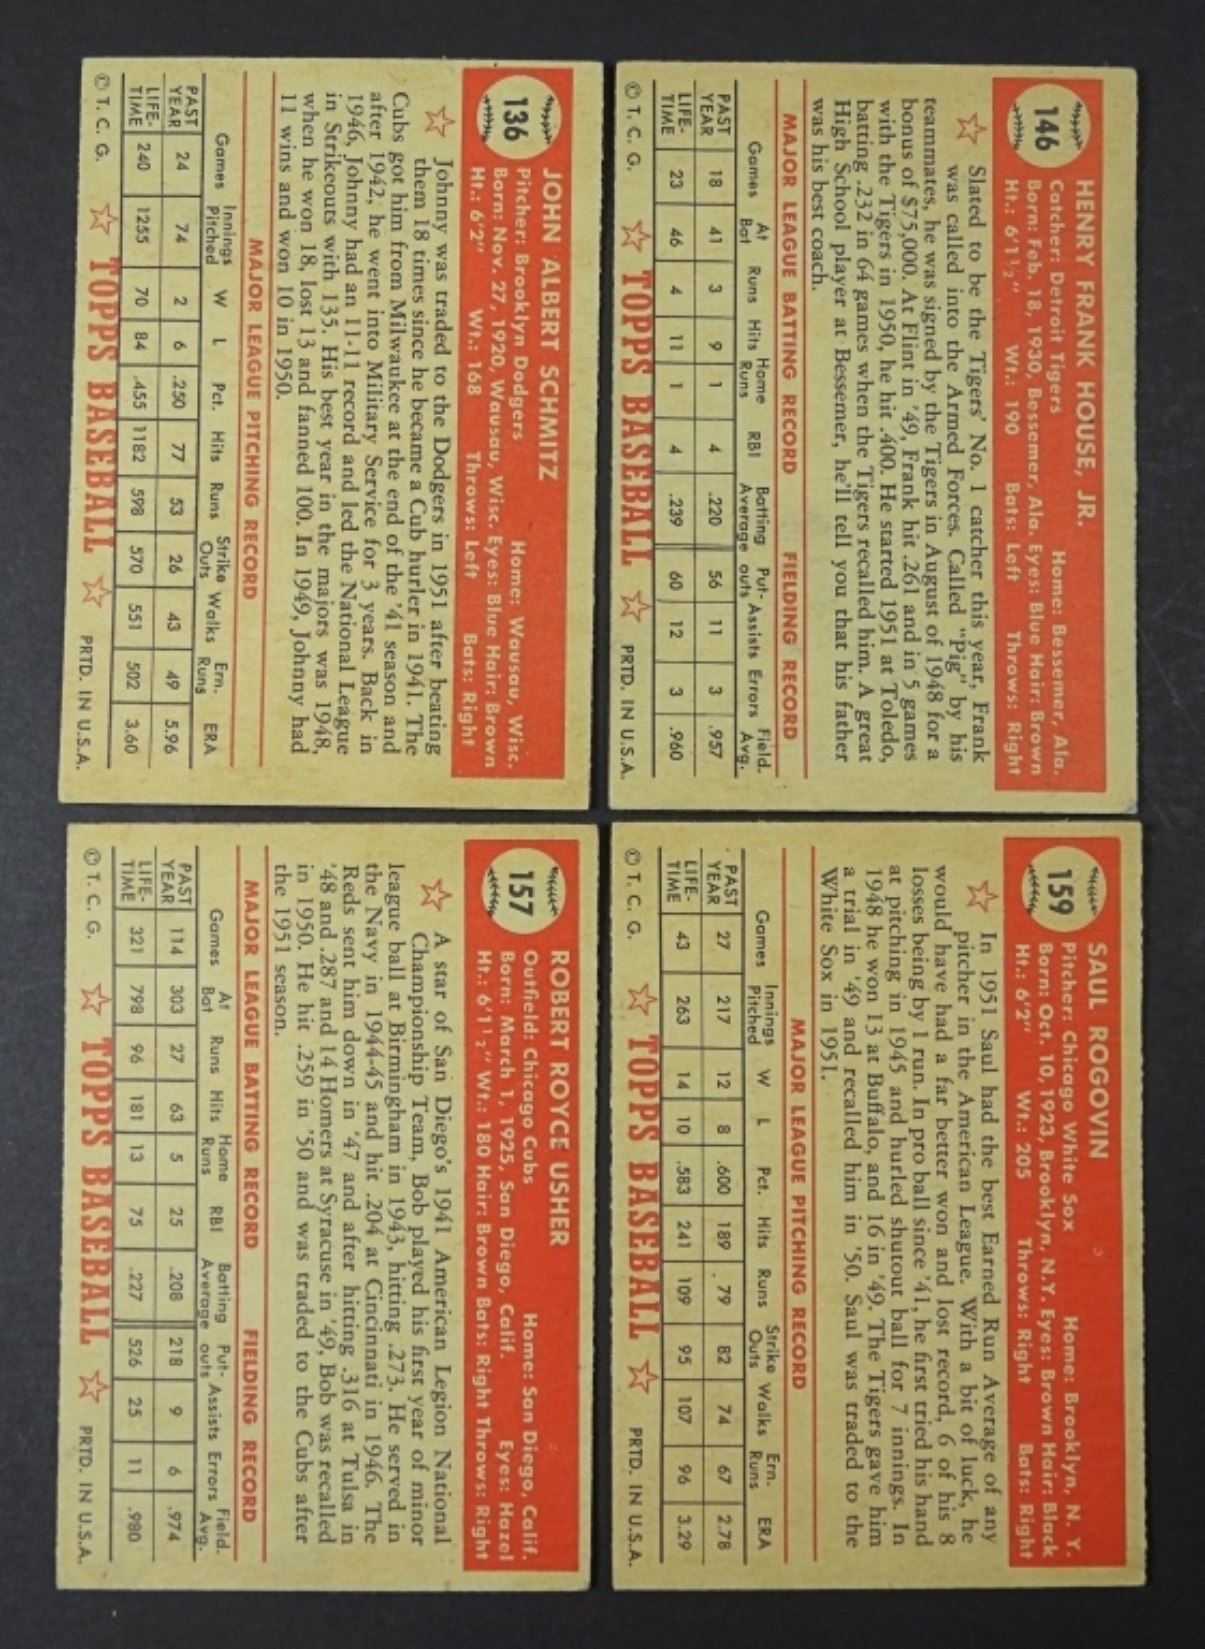 146
HENRY FRANK HOUSE, JR.
Catcher: Detroit Tigers Home: Bessemer, Ala.
Born: Feb. 18, 1930, Bessemer, Ala. Eyes: Blue Hair: Brown
Ht.: 6'1½" Wt.: 190 Bats: Left Throws: Right
Slated to be the Tigers' No. 1 catcher this year, Frank
was called into the Armed Forces. Called "Pig" by his
teammates, he was signed by the Tigers in August of 1948 for a
bonus of $75,000. At Flint in '49, Frank hit .261 and in 5 games
with the Tigers in 1950, he hit .400. He started 1951 at Toledo,
batting .232 in 64 games when the Tigers recalled him. A great
High School player at Bessemer, he'll tell you that his father
was his best coach.
MAJOR LEAGUE BATTING RECORD FIELDING RECORD
Games At Bat Runs Hits Home Runs RBI Batting Average Put-outs Assists Errors Field. Avg.
PAST YEAR 18 41 3 9 1 4 .220 56 11 3 .957
LIFE-TIME 23 46 4 11 1 4 .239 60 12 3 .960
© T. C. G. TOPPS BASEBALL PRTD. IN U.S.A.
159
SAUL ROGOVIN
Pitcher: Chicago White Sox Home: Brooklyn, N. Y.
Born: Oct. 10, 1923, Brooklyn, N.Y. Eyes: Brown Hair: Black
Ht.: 6'2" Wt.: 205 Throws: Right Bats: Right
In 1951 Saul had the best Earned Run Average of any
pitcher in the American League. With a bit of luck, he
would have had a far better won and lost record, 6 of his 8
losses being by 1 run. In pro ball since '41, he first tried his hand
at pitching in 1945 and hurled shutout ball for 7 innings. In
1948 he won 13 at Buffalo, and 16 in '49. The Tigers gave him
a trial in '49 and recalled him in '50. Saul was traded to the
White Sox in 1951.
MAJOR LEAGUE PITCHING RECORD
Games Innings Pitched W L Pct. Hits Runs Strike Outs Walks Ern. Runs ERA
PAST YEAR 27 217 12 8 .600 189 79 82 74 67 2.78
LIFE-TIME 43 263 14 10 .583 241 109 95 107 96 3.29
© T. C. G. TOPPS BASEBALL PRTD. IN U.S.A.
136
JOHN ALBERT SCHMITZ
Pitcher: Brooklyn Dodgers Home: Wausau, Wisc.
Born: Nov. 27, 1920, Wausau, Wisc. Eyes: Blue Hair: Brown
Ht.: 6'2" Wt.: 168 Throws: Left Bats: Right
Johnny was traded to the Dodgers in 1951 after beating
them 18 times since he became a Cub hurler in 1941. The
Cubs got him from Milwaukee at the end of the '41 season and
after 1942, he went into Military Service for 3 years. Back in
1946, Johnny had an 11-11 record and led the National League
in Strikeouts with 135. His best year in the majors was 1948,
when he won 18, lost 13 and fanned 100. In 1949, Johnny had
11 wins and won 10 in 1950.
MAJOR LEAGUE PITCHING RECORD
Games Innings Pitched W L Pct. Hits Runs Strike Outs Walks Ern. Runs ERA
PAST YEAR 24 74 2 6 .250 77 53 26 43 49 5.96
LIFE-TIME 240 1255 70 84 .455 1182 598 570 551 502 3.60
© T. C. G. TOPPS BASEBALL PRTD. IN U.S.A.
157
ROBERT ROYCE USHER
Outfield: Chicago Cubs Home: San Diego, Calif.
Born: March 1, 1925, San Diego, Calif. Eyes: Hazel
Ht.: 6'1½" Wt.: 180 Hair: Brown Bats: Right Throws: Right
A star of San Diego's 1941 American Legion National
Championship Team, Bob played his first year of minor
league ball at Birmingham in 1943, hitting .273. He served in
the Navy in 1944-45 and hit .204 at Cincinnati in 1946. The
Reds sent him down in '47 and after hitting .316 at Tulsa in
'48 and .287 and 14 Homers at Syracuse in '49, Bob was recalled
in 1950. He hit .259 in '50 and was traded to the Cubs after
the 1951 season.
MAJOR LEAGUE BATTING RECORD FIELDING RECORD
Games At Bat Runs Hits Home Runs RBI Batting Average Put-outs Assists Errors Field. Avg.
PAST YEAR 114 303 27 63 5 25 .208 218 9 6 .974
LIFE-TIME 321 798 96 181 13 75 .227 526 25 11 .980
© T. C. G. TOPPS BASEBALL PRTD. IN U.S.A.